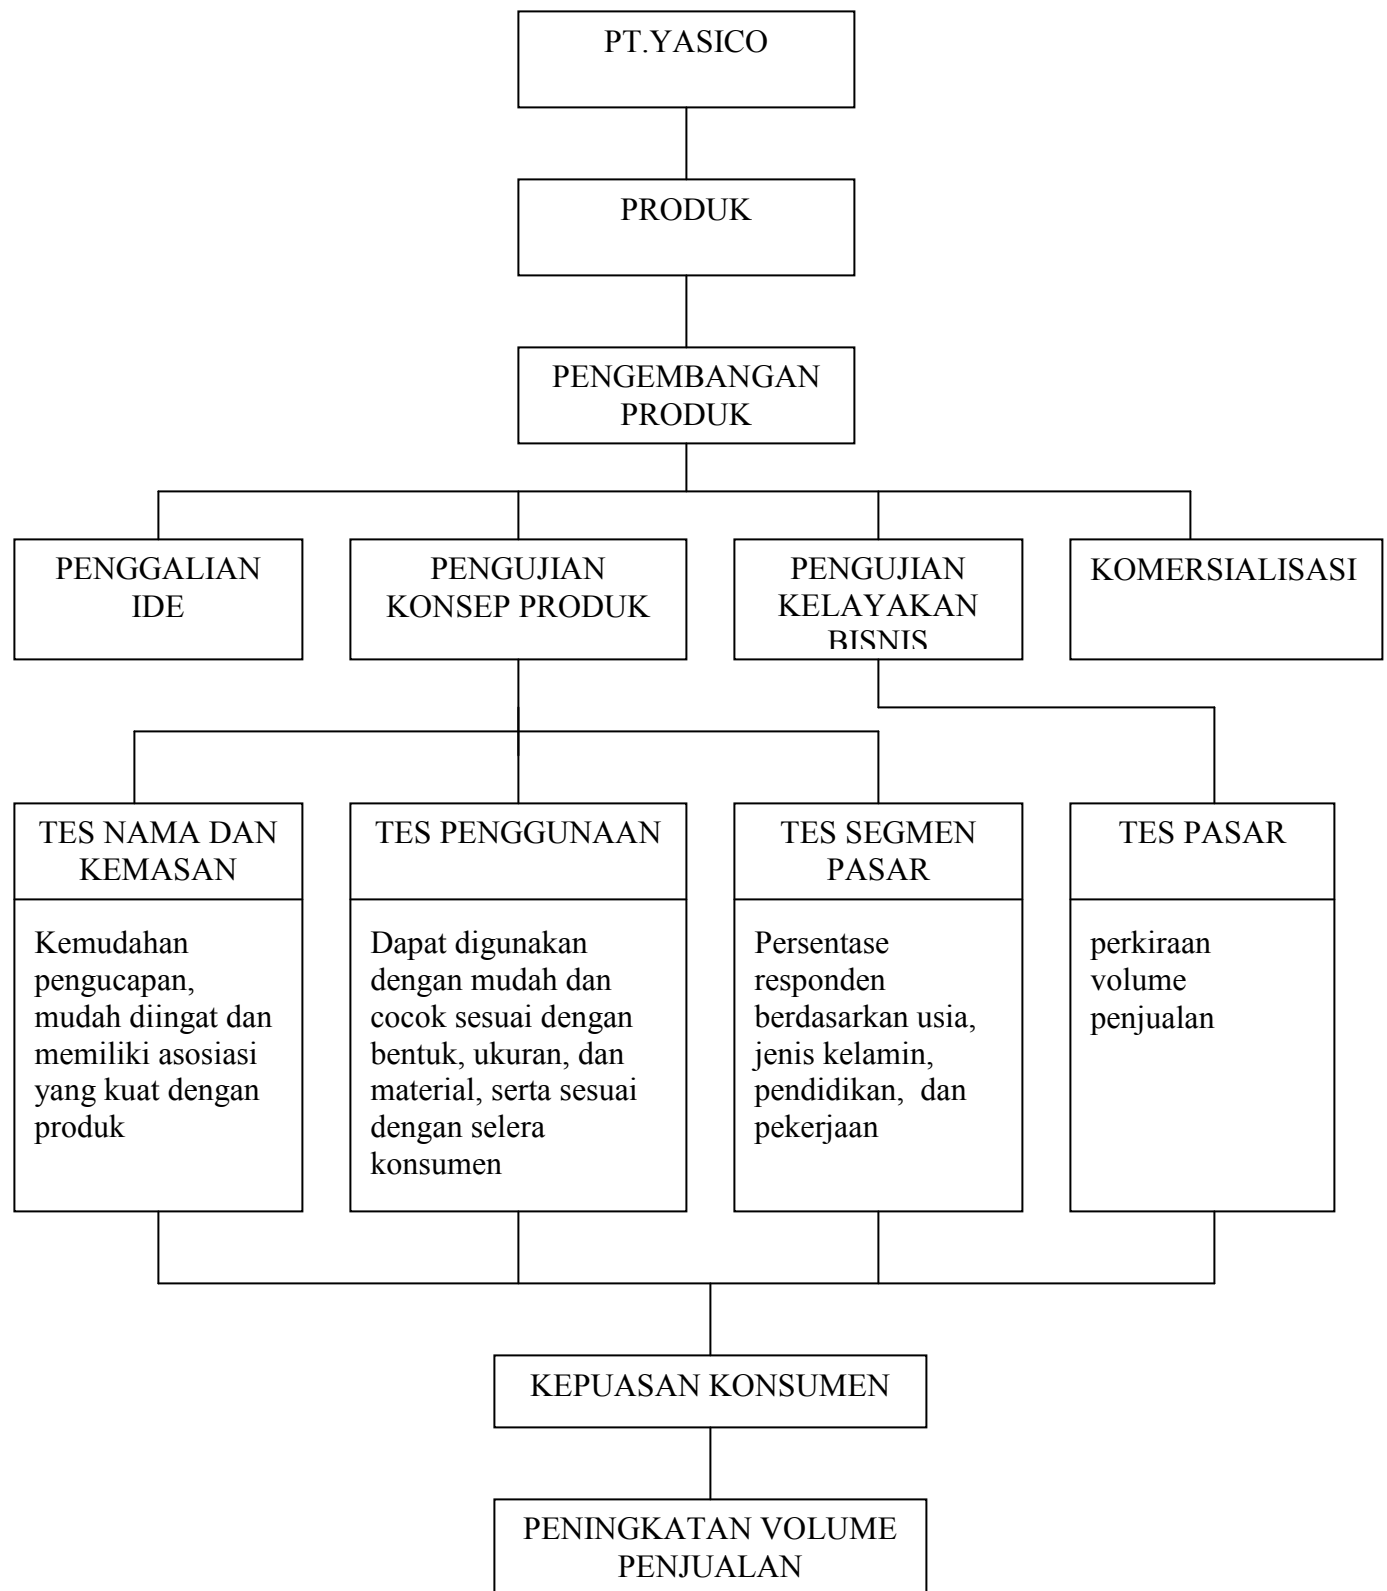 PT.YASICO
PRODUK
PENGEMBANGAN
PRODUK
PENGGALIAN
IDE
PENGUJIAN
KONSEP PRODUK
PENGUJIAN
KELAYAKAN
BISNIS
KOMERSIALISASI
TES NAMA DAN
KEMASAN
Kemudahan
pengucapan,
mudah diingat dan
memiliki asosiasi
yang kuat dengan
produk
TES PENGGUNAAN
Dapat digunakan
dengan mudah dan
cocok sesuai dengan
bentuk, ukuran, dan
material, serta sesuai
dengan selera
konsumen
TES SEGMEN
PASAR
Persentase
responden
berdasarkan usia,
jenis kelamin,
pendidikan, dan
pekerjaan
TES PASAR
perkiraan
volume
penjualan
KEPUASAN KONSUMEN
PENINGKATAN VOLUME
PENJUALAN